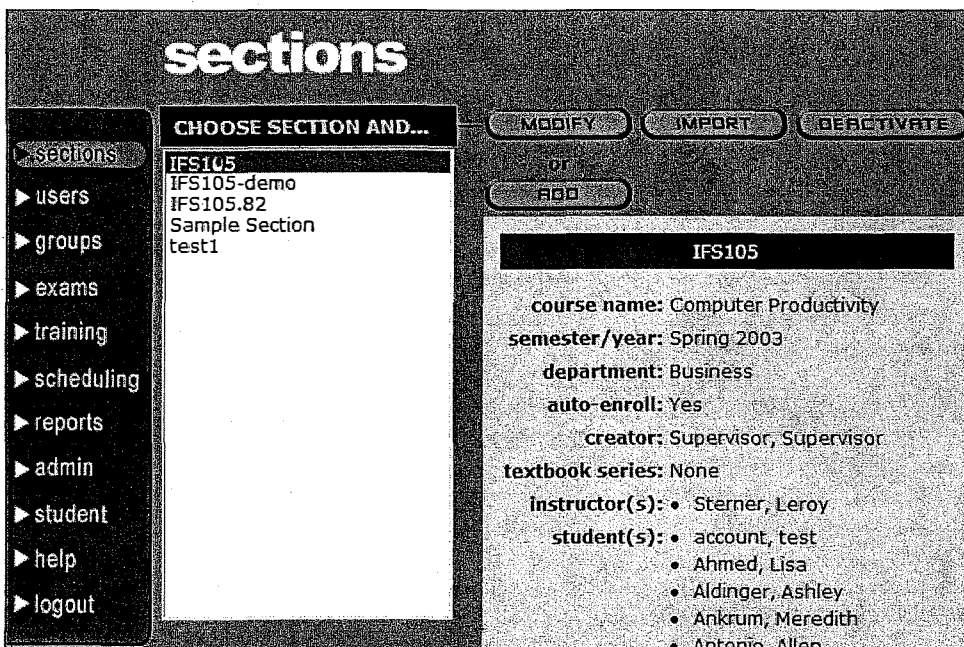 sections
sections
users
groups
exams
training
scheduling
reports
admin
student
help
logout
CHOOSE SECTION AND...
IFS105
IFS105-demo
IFS105.82
Sample Section
test1
MODIFY IMPORT DEACTIVATE
or
ADD
IFS105
course name: Computer Productivity
semester/year: Spring 2003
department: Business
auto-enroll: Yes
creator: Supervisor, Supervisor
textbook series: None
instructor(s): • Sterner, Leroy
student(s): • account, test
• Ahmed, Lisa
• Aldinger, Ashley
• Ankrum, Meredith
• Antonio, Allen